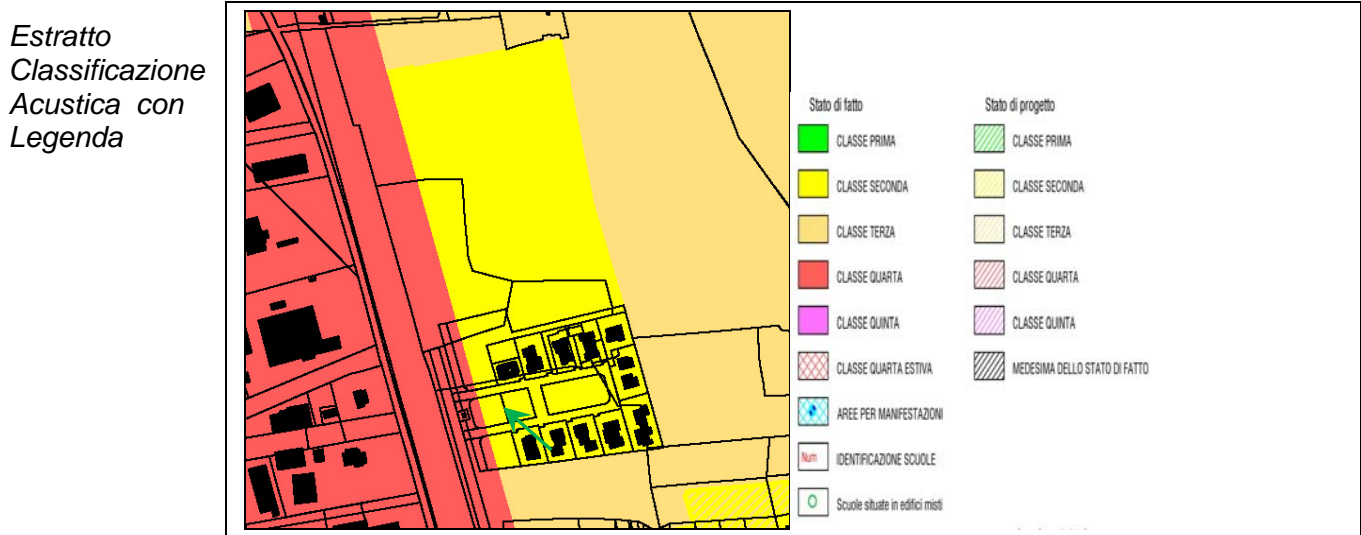 Estratto
Classificazione
Acustica con
Legenda
Stato di fatto
CLASSE PRIMA
CLASSE SECONDA
CLASSE TERZA
CLASSE QUARTA
CLASSE QUINTA
CLASSE QUARTA ESTIVA
AREE PER MANIFESTAZIONI
Num IDENTIFICAZIONE SCUOLE
Scuole situate in edifici misti
Stato di progetto
CLASSE PRIMA
CLASSE SECONDA
CLASSE TERZA
CLASSE QUARTA
CLASSE QUINTA
MEDESIMA DELLO STATO DI FATTO